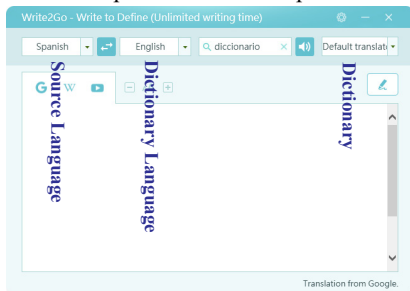 Write2Go - Write to Define (Unlimited writing time)
Spanish English diccionario Default translat
G W
Source Language
Dictionary Language
Dictionary
Translation from Google.